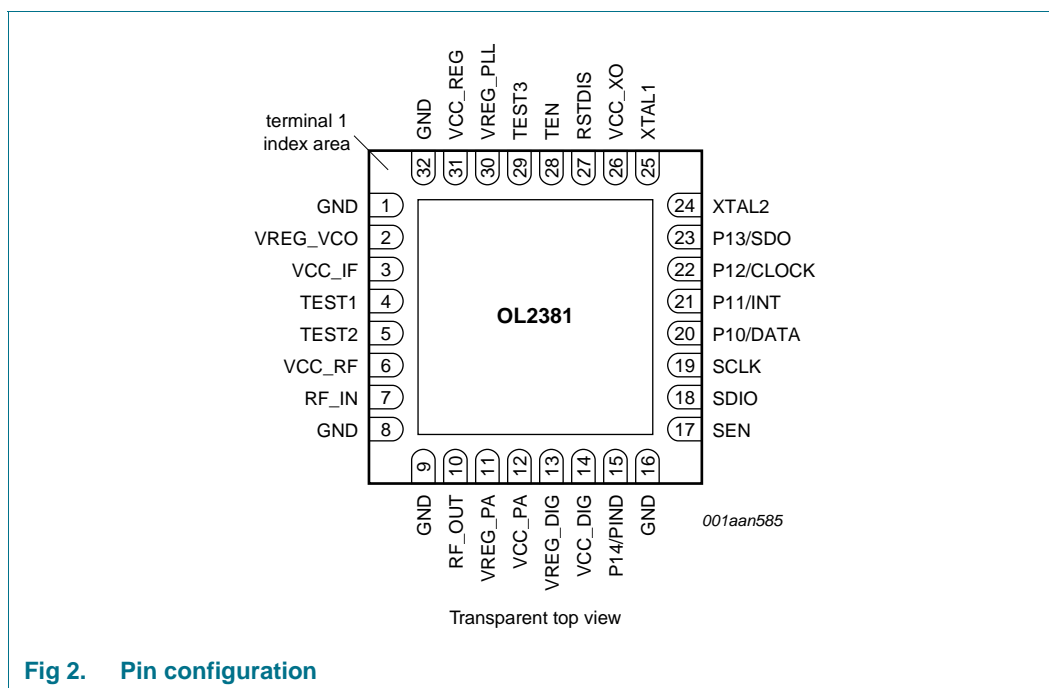 GND
VCC_REG
VREG_PLL
TEST3
TEN
RSTDIS
VCC_XO
XTAL1
terminal 1
index area
32 31 30 29 28 27 26 25
GND 1
VREG_VCO 2
VCC_IF 3
TEST1 4
TEST2 5
VCC_RF 6
RF_IN 7
GND 8
OL2381
24 XTAL2
23 P13/SDO
22 P12/CLOCK
21 P11/INT
20 P10/DATA
19 SCLK
18 SDIO
17 SEN
9 10 11 12 13 14 15 16
GND
RF_OUT
VREG_PA
VCC_PA
VREG_DIG
VCC_DIG
P14/PIND
GND
001aan585
Transparent top view
Fig 2. Pin configuration